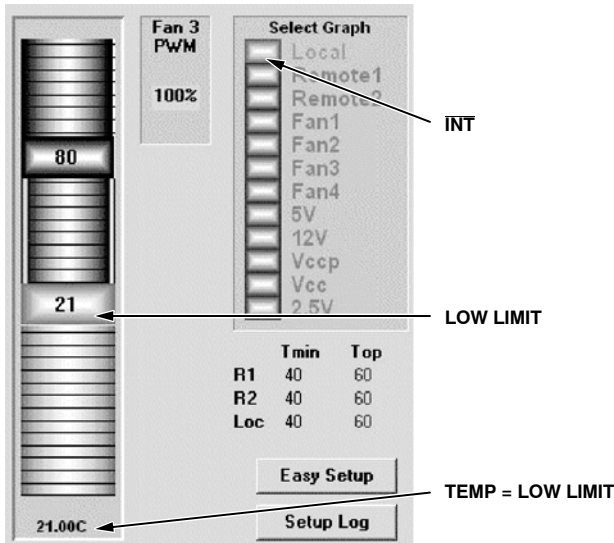 Fan 3
PWM
100%
Select Graph
Local
Remote1
Remote2
Fan1
Fan2
Fan3
Fan4
5V
12V
Vccp
Vcc
2.5V
80
21
21.00C
INT
LOW LIMIT
Tmin Top
R1 40 60
R2 40 60
Loc 40 60
Easy Setup
Setup Log
TEMP = LOW LIMIT